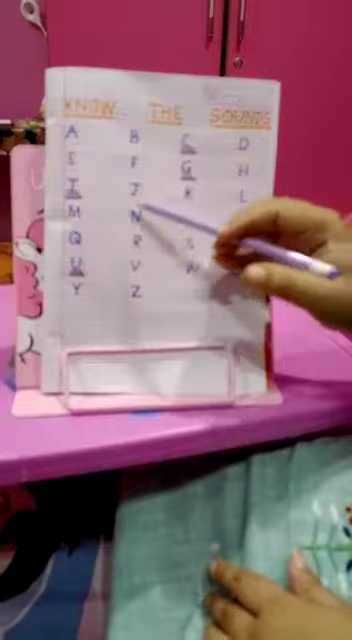 KNOW THE SOUNDS
A B C D
E F G H
I J K L
M N
Q R S
U V W
Y Z